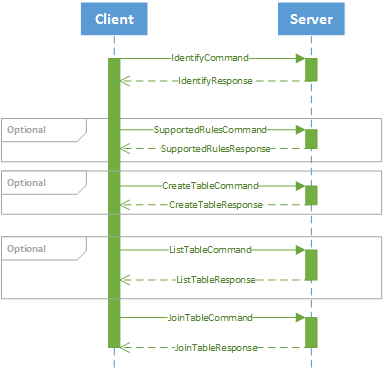 Client
Server
IdentifyCommand
IdentifyResponse
Optional
SupportedRulesCommand
SupportedRulesResponse
Optional
CreateTableCommand
CreateTableResponse
Optional
ListTableCommand
ListTableResponse
JoinTableCommand
JoinTableResponse